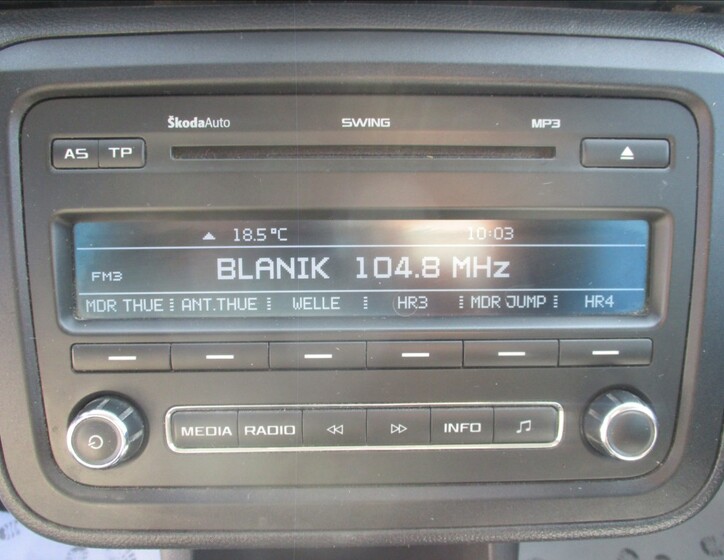 ŠkodaAuto SWING MP3
AS TP
18.5°C 10:03
FM3 BLANIK 104.8 MHz
MDR THUE ANT.THUE WELLE HR3 MDR JUMP HR4
MEDIA RADIO INFO